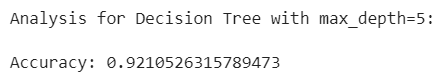 Analysis for Decision Tree with max_depth=5:
Accuracy: 0.9210526315789473